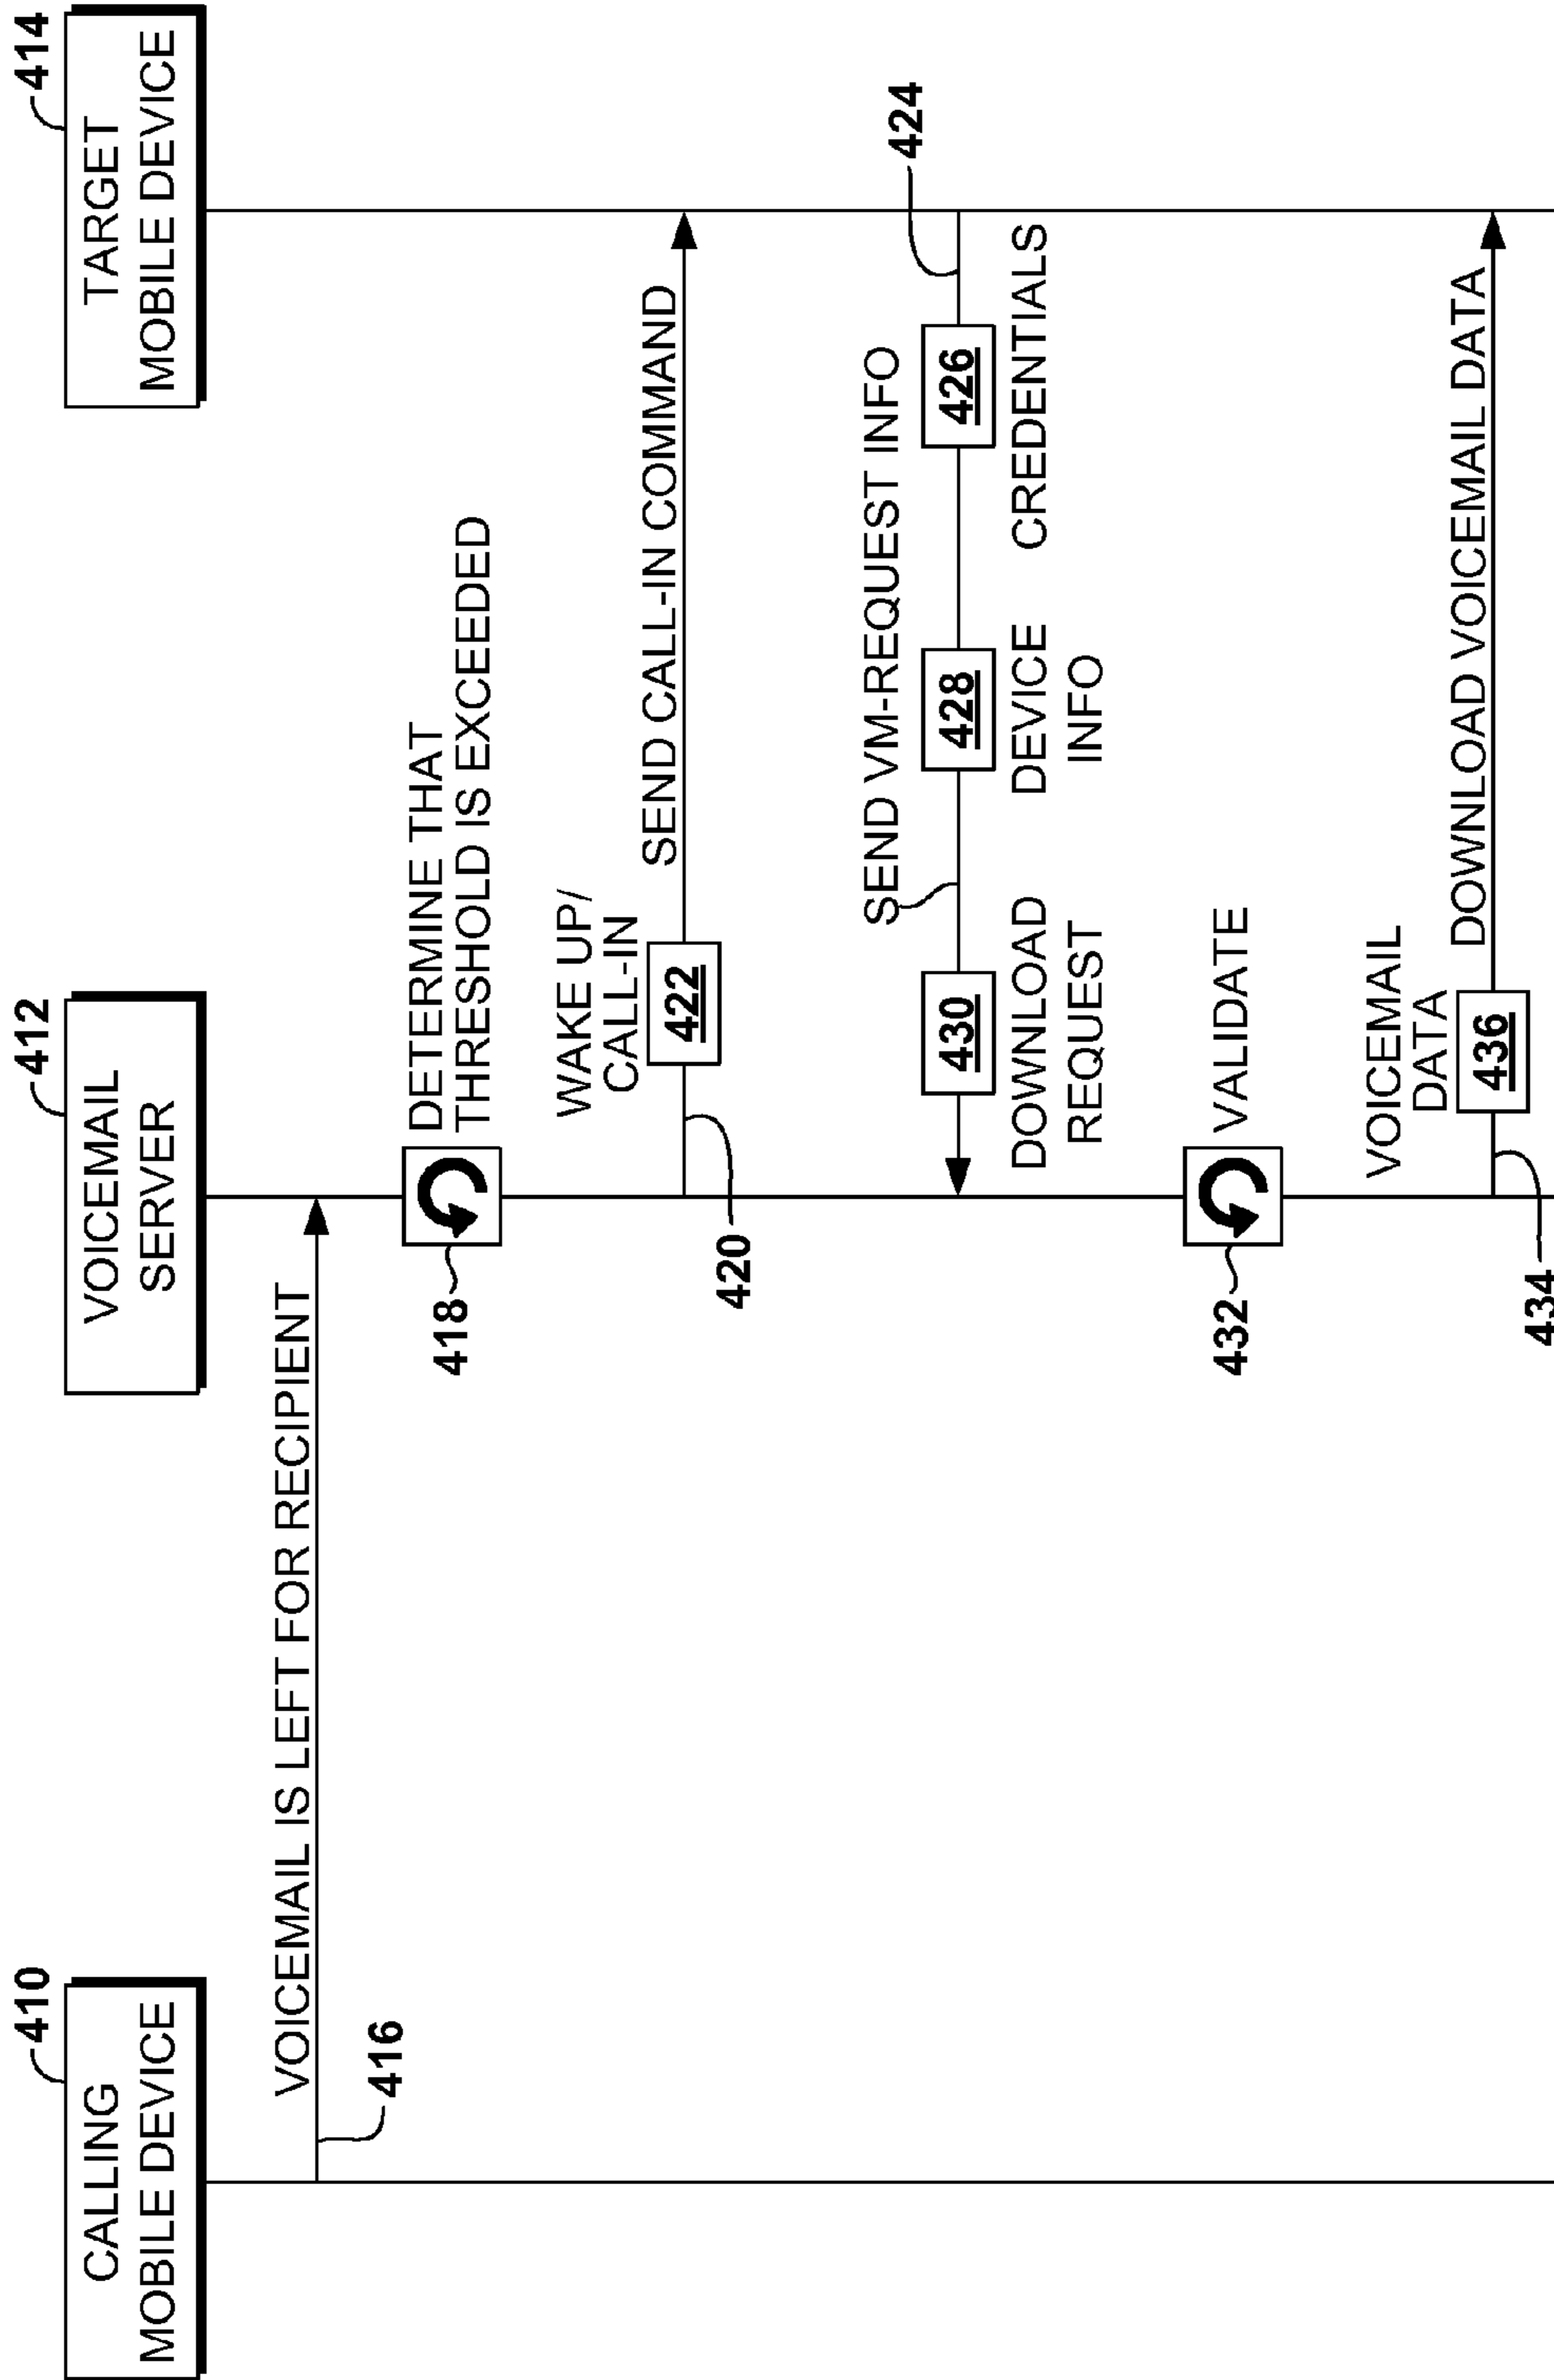 410
CALLING
MOBILE DEVICE
412
VOICEMAIL
SERVER
414
TARGET
MOBILE DEVICE
VOICEMAIL IS LEFT FOR RECIPIENT
416
418
DETERMINE THAT
THRESHOLD IS EXCEEDED
WAKE UP/
CALL-IN
422
SEND CALL-IN COMMAND
420
SEND VM-REQUEST INFO
424
430
428
426
DOWNLOAD
REQUEST
DEVICE
INFO
CREDENTIALS
432
VALIDATE
VOICEMAIL
DATA
436
DOWNLOAD VOICEMAIL DATA
434